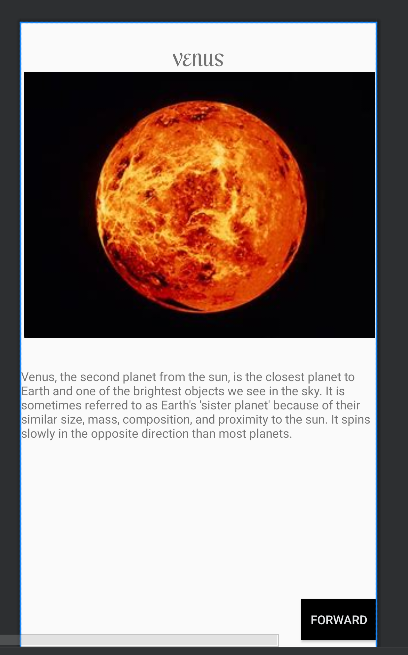 VENUS
Venus, the second planet from the sun, is the closest planet to
Earth and one of the brightest objects we see in the sky. It is
sometimes referred to as Earth's 'sister planet' because of their
similar size, mass, composition, and proximity to the sun. It spins
slowly in the opposite direction than most planets.
FORWARD